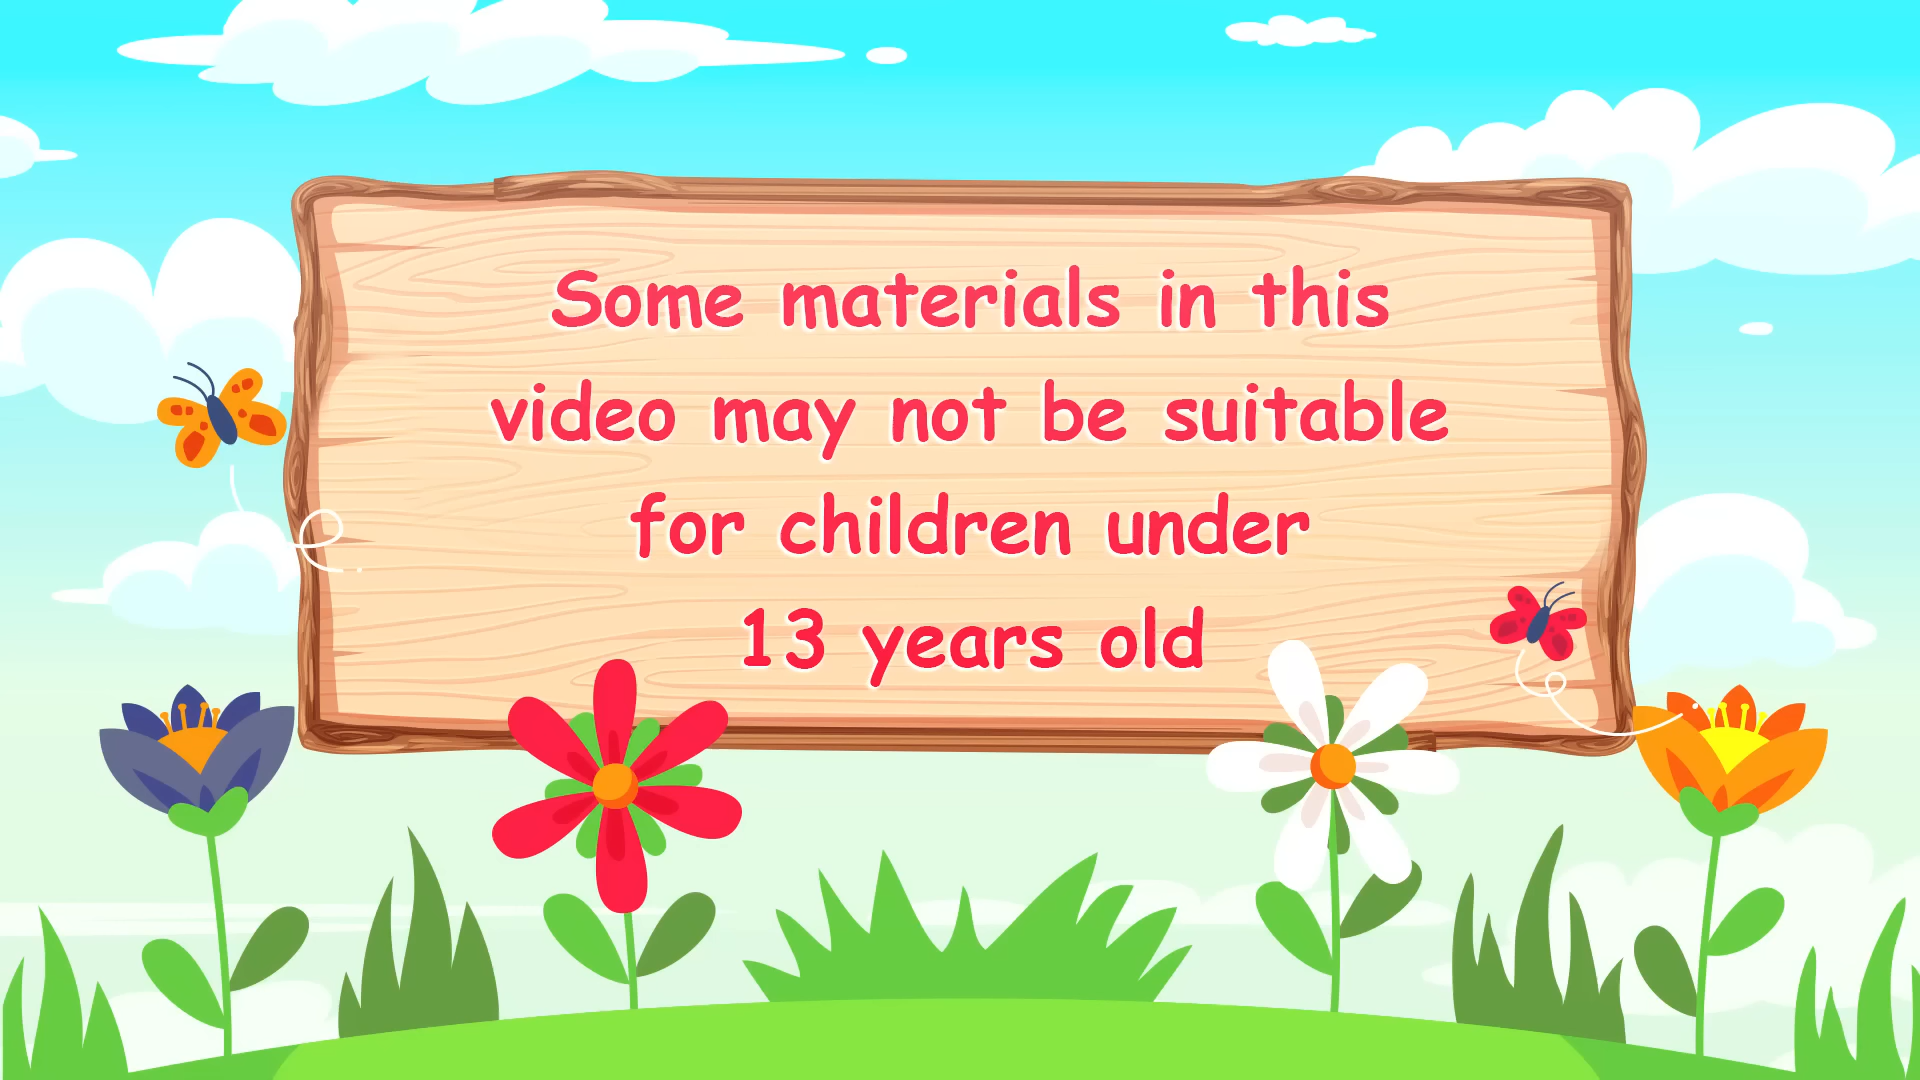 Some materials in this
video may not be suitable
for children under
13 years old